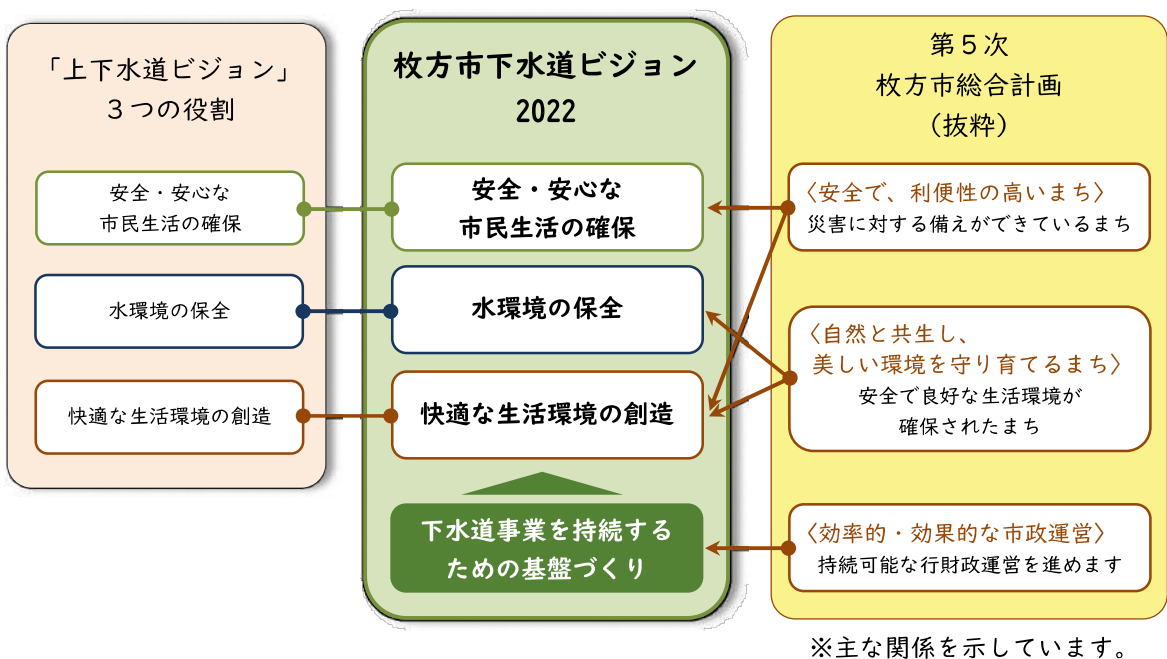 「上下水道ビジョン」
３つの役割
安全・安心な
市民生活の確保
水環境の保全
快適な生活環境の創造
枚方市下水道ビジョン
2022
安全・安心な
市民生活の確保
水環境の保全
快適な生活環境の創造
下水道事業を持続する
ための基盤づくり
第５次
枚方市総合計画
（抜粋）
〈安全で、利便性の高いまち〉
災害に対する備えができているまち
〈自然と共生し、
美しい環境を守り育てるまち〉
安全で良好な生活環境が
確保されたまち
〈効率的・効果的な市政運営〉
持続可能な行財政運営を進めます
※主な関係を示しています。